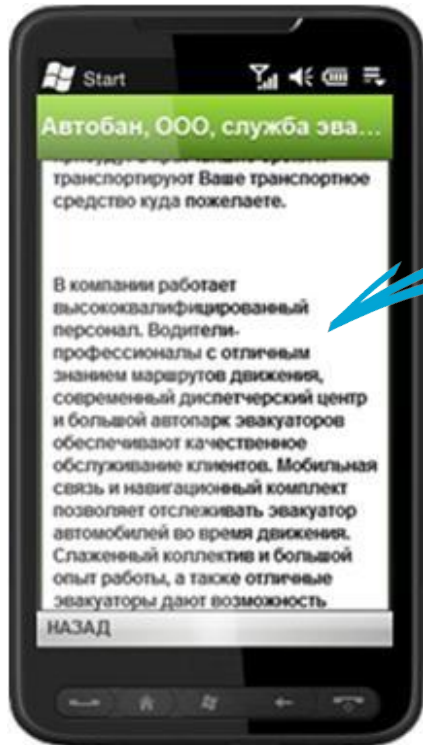 Start
Автобан, ООО, служба эва...
транспортируют Ваше транспортное
средство куда пожелаете.
В компании работает
высококвалифицированный
персонал. Водители-
профессионалы с отличным
знанием маршрутов движения,
современный диспетчерский центр
и большой автопарк эвакуаторов
обеспечивают качественное
обслуживание клиентов. Мобильная
связь и навигационный комплект
позволяет отслеживать эвакуатор
автомобилей во время движения.
Слаженный коллектив и большой
опыт работы, а также отличные
эвакуаторы дают возможность
НАЗАД